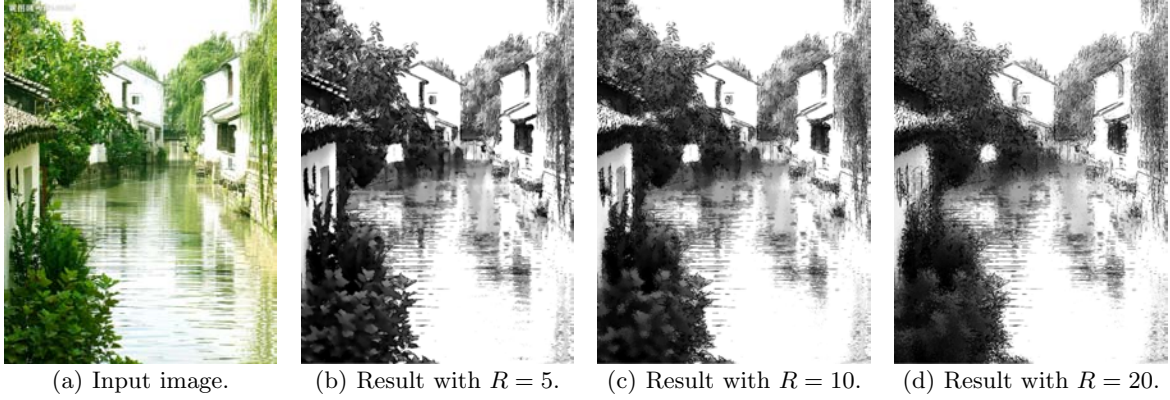 (a) Input image.
(b) Result with R = 5.
(c) Result with R = 10.
(d) Result with R = 20.